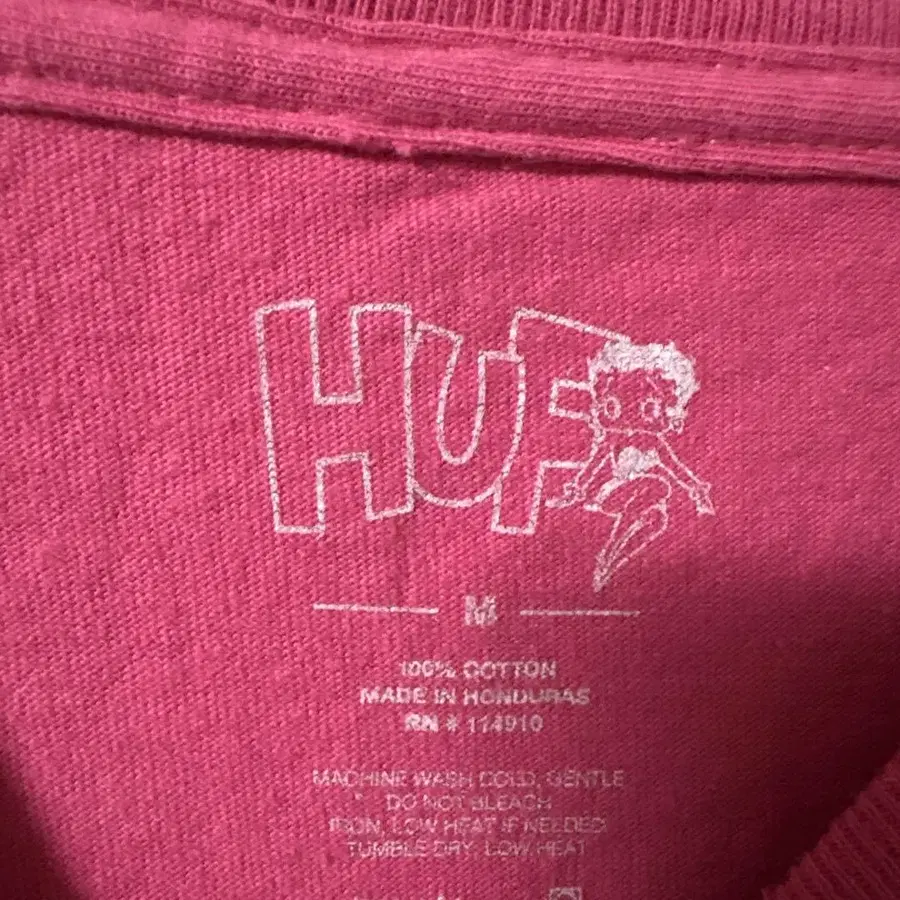 HUF
M
100% COTTON
MADE IN HONDURAS
RN # 114910
MACHINE WASH COLD, GENTLE
DO NOT BLEACH
IRON, LOW HEAT IF NEEDED
TUMBLE DRY, LOW HEAT